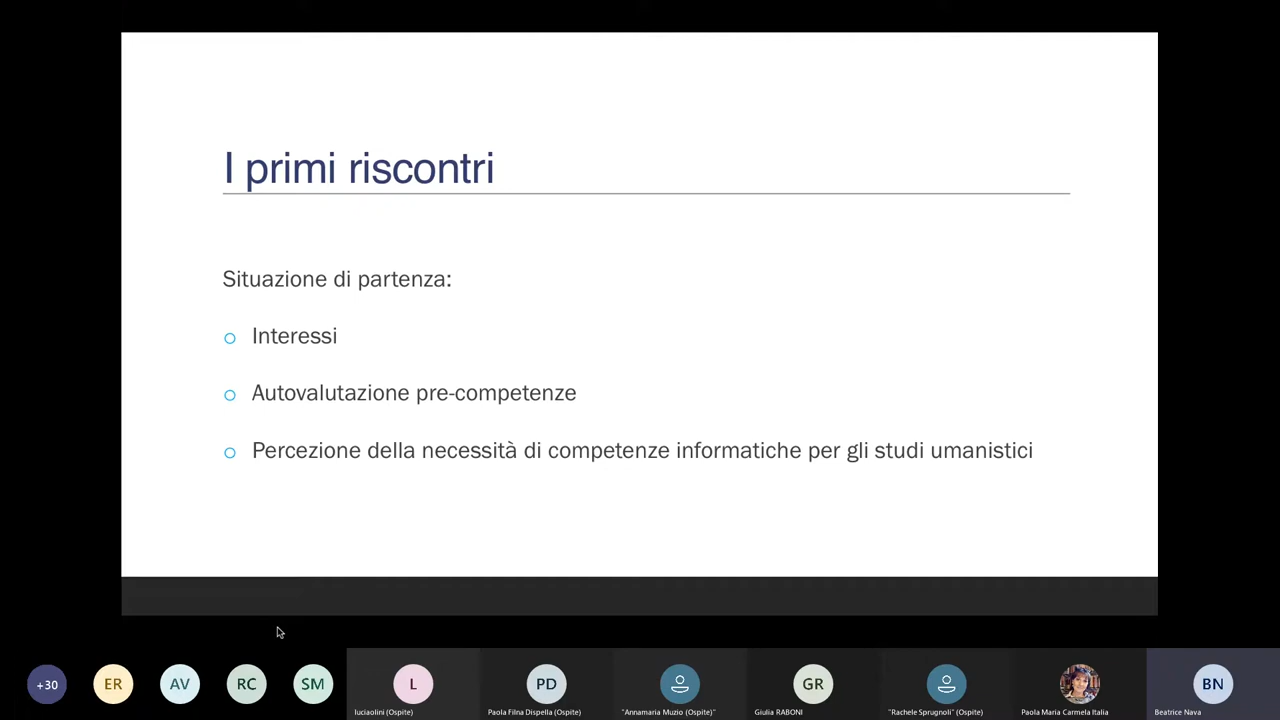 I primi riscontri
Situazione di partenza:
Interessi
Autovalutazione pre-competenze
Percezione della necessità di competenze informatiche per gli studi umanistici
+30
ER
AV
RC
SM
L
PD
GR
BN
luciaolini (Ospite)
Paola Filna Dispella (Ospite)
"Annamaria Muzio (Ospite)"
Giulia RABONI
"Rachele Sprugnoli" (Ospite)
Paola Maria Carmela Italia
Beatrice Nava